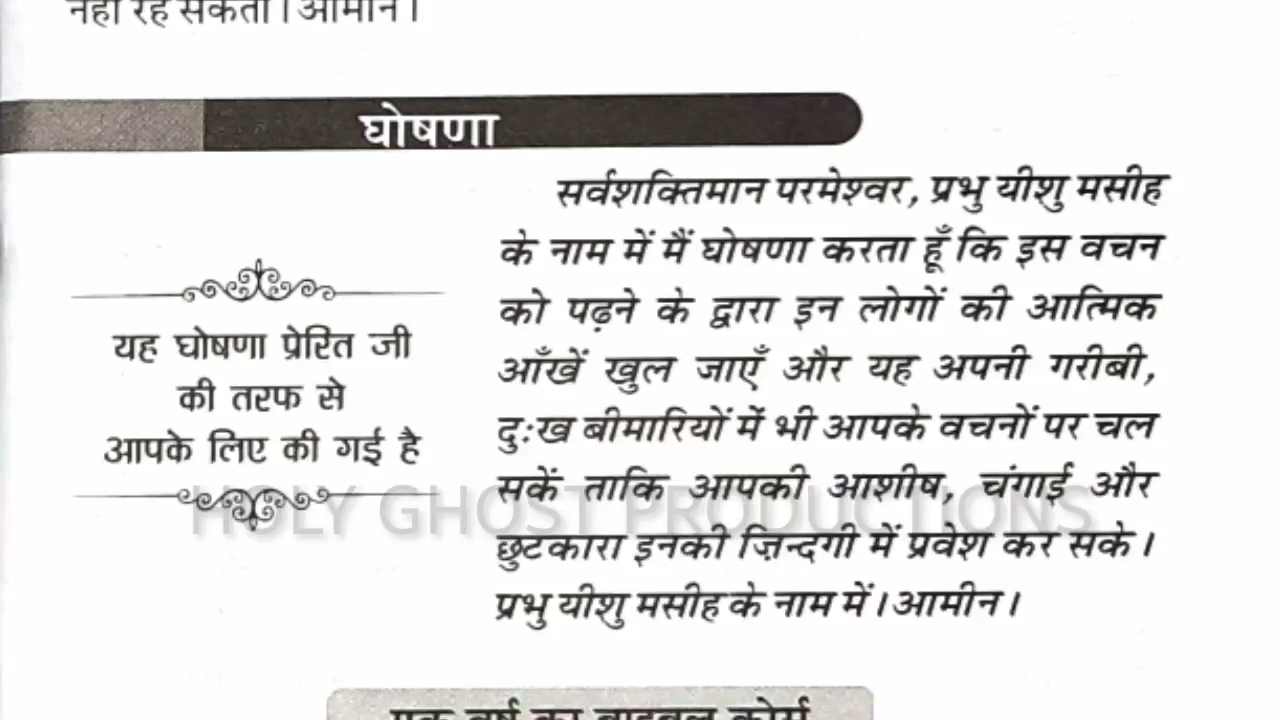 नहीं रह सकता। आमीन।
घोषणा
यह घोषणा प्रेरित जी
की तरफ से
आपके लिए की गई है
सर्वशक्तिमान परमेश्वर, प्रभु यीशु मसीह
के नाम में मैं घोषणा करता हूँ कि इस वचन
को पढ़ने के द्वारा इन लोगों की आत्मिक
आँखें खुल जाएँ और यह अपनी गरीबी,
दुःख बीमारियों में भी आपके वचनों पर चल
सकें ताकि आपकी आशीष, चंगाई और
छुटकारा इनकी ज़िन्दगी में प्रवेश कर सके।
प्रभु यीशु मसीह के नाम में। आमीन।
HOLY GHOST PRODUCTIONS
एक वर्ष का बाइबल कोर्स